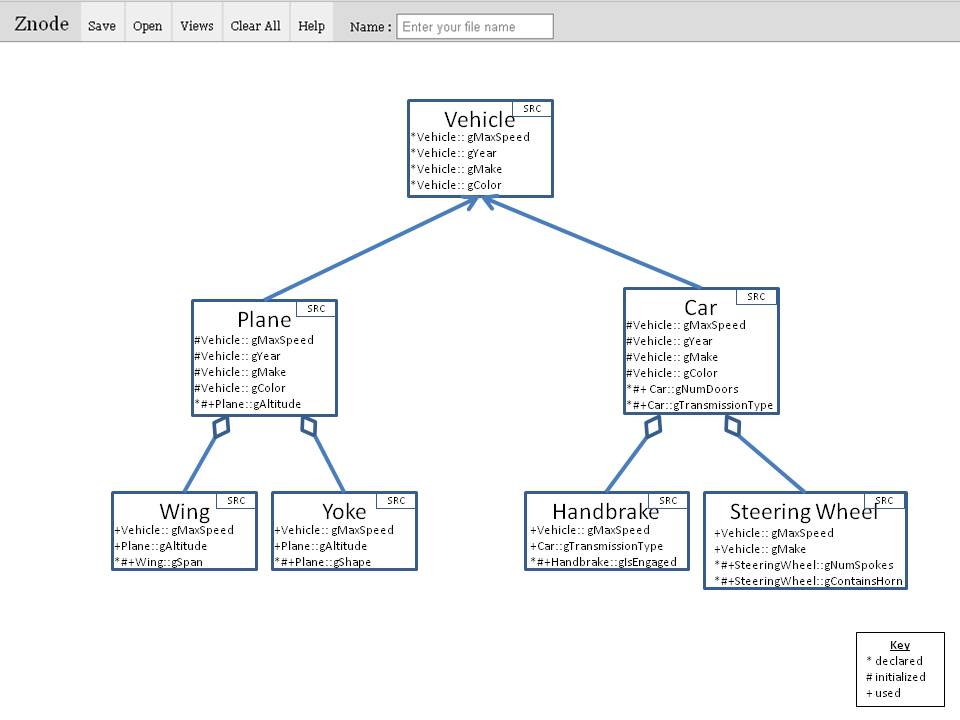 Znode Save Open Views Clear All Help Name : Enter your file name
SRC
Vehicle
*Vehicle:: gMaxSpeed
*Vehicle:: gYear
*Vehicle:: gMake
*Vehicle:: gColor
SRC
Plane
#Vehicle:: gMaxSpeed
#Vehicle:: gYear
#Vehicle:: gMake
#Vehicle:: gColor
*#+Plane::gAltitude
SRC
Car
#Vehicle:: gMaxSpeed
#Vehicle:: gYear
#Vehicle:: gMake
#Vehicle:: gColor
*#+ Car::gNumDoors
*#+Car::gTransmissionType
SRC
Wing
+Vehicle:: gMaxSpeed
+Plane::gAltitude
*#+Wing::gSpan
SRC
Yoke
+Vehicle:: gMaxSpeed
+Plane::gAltitude
*#+Plane::gShape
SRC
Handbrake
+Vehicle:: gMaxSpeed
+Car::gTransmissionType
*#+Handbrake::gIsEngaged
SRC
Steering Wheel
+Vehicle:: gMaxSpeed
+Vehicle:: gMake
*#+SteeringWheel::gNumSpokes
*#+SteeringWheel::gContainsHorn
Key
* declared
# initialized
+ used